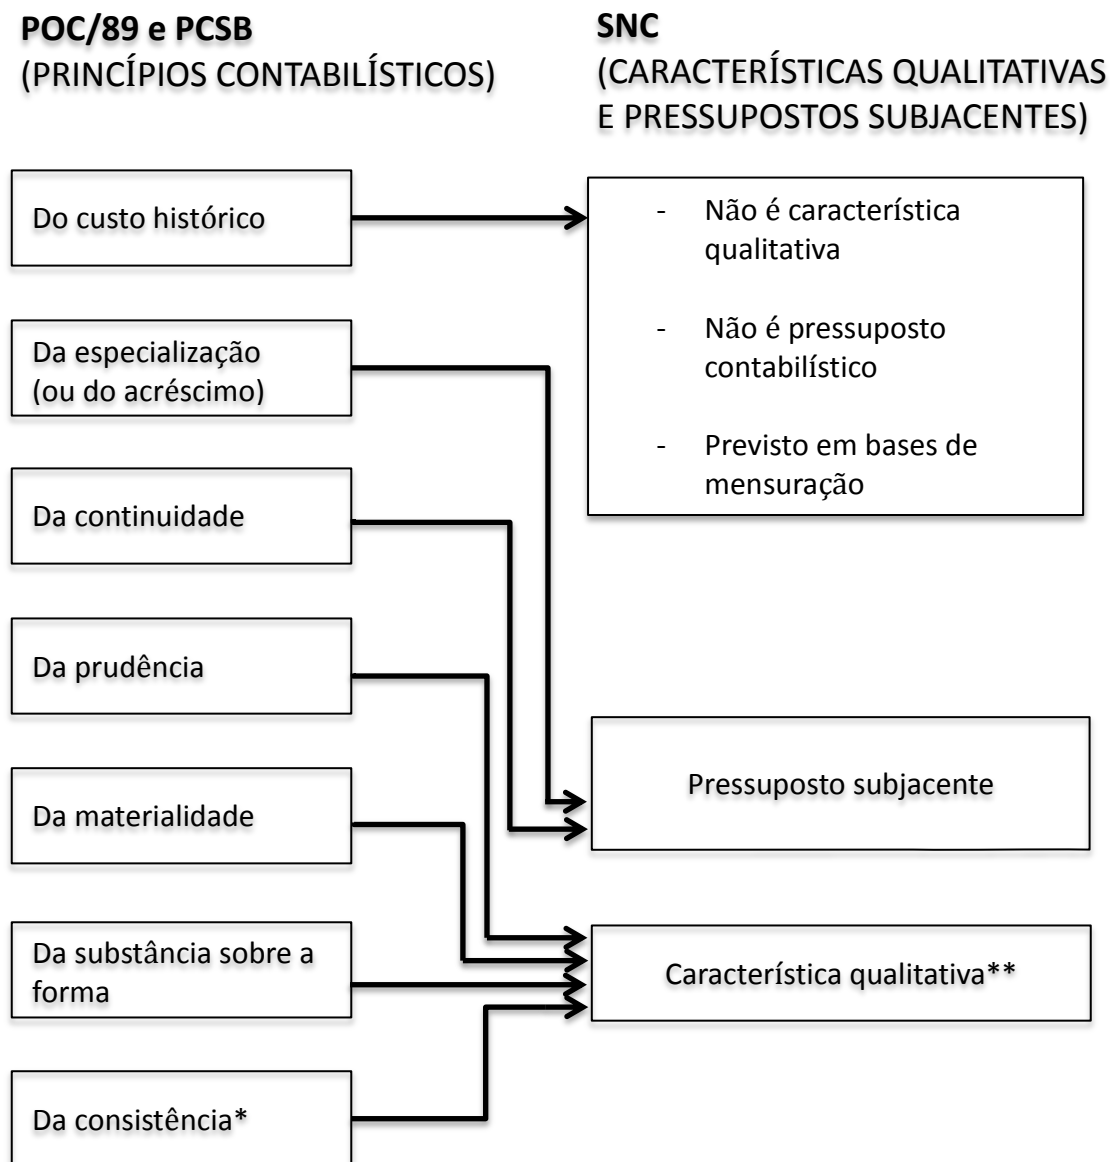 POC/89 e PCSB
(PRINCÍPIOS CONTABILÍSTICOS)
SNC
(CARACTERÍSTICAS QUALITATIVAS
E PRESSUPOSTOS SUBJACENTES)
Do custo histórico
- Não é característica
qualitativa
- Não é pressuposto
contabilístico
- Previsto em bases de
mensuração
Da especialização
(ou do acréscimo)
Da continuidade
Da prudência
Da materialidade
Da substância sobre a
forma
Da consistência*
Pressuposto subjacente
Característica qualitativa**